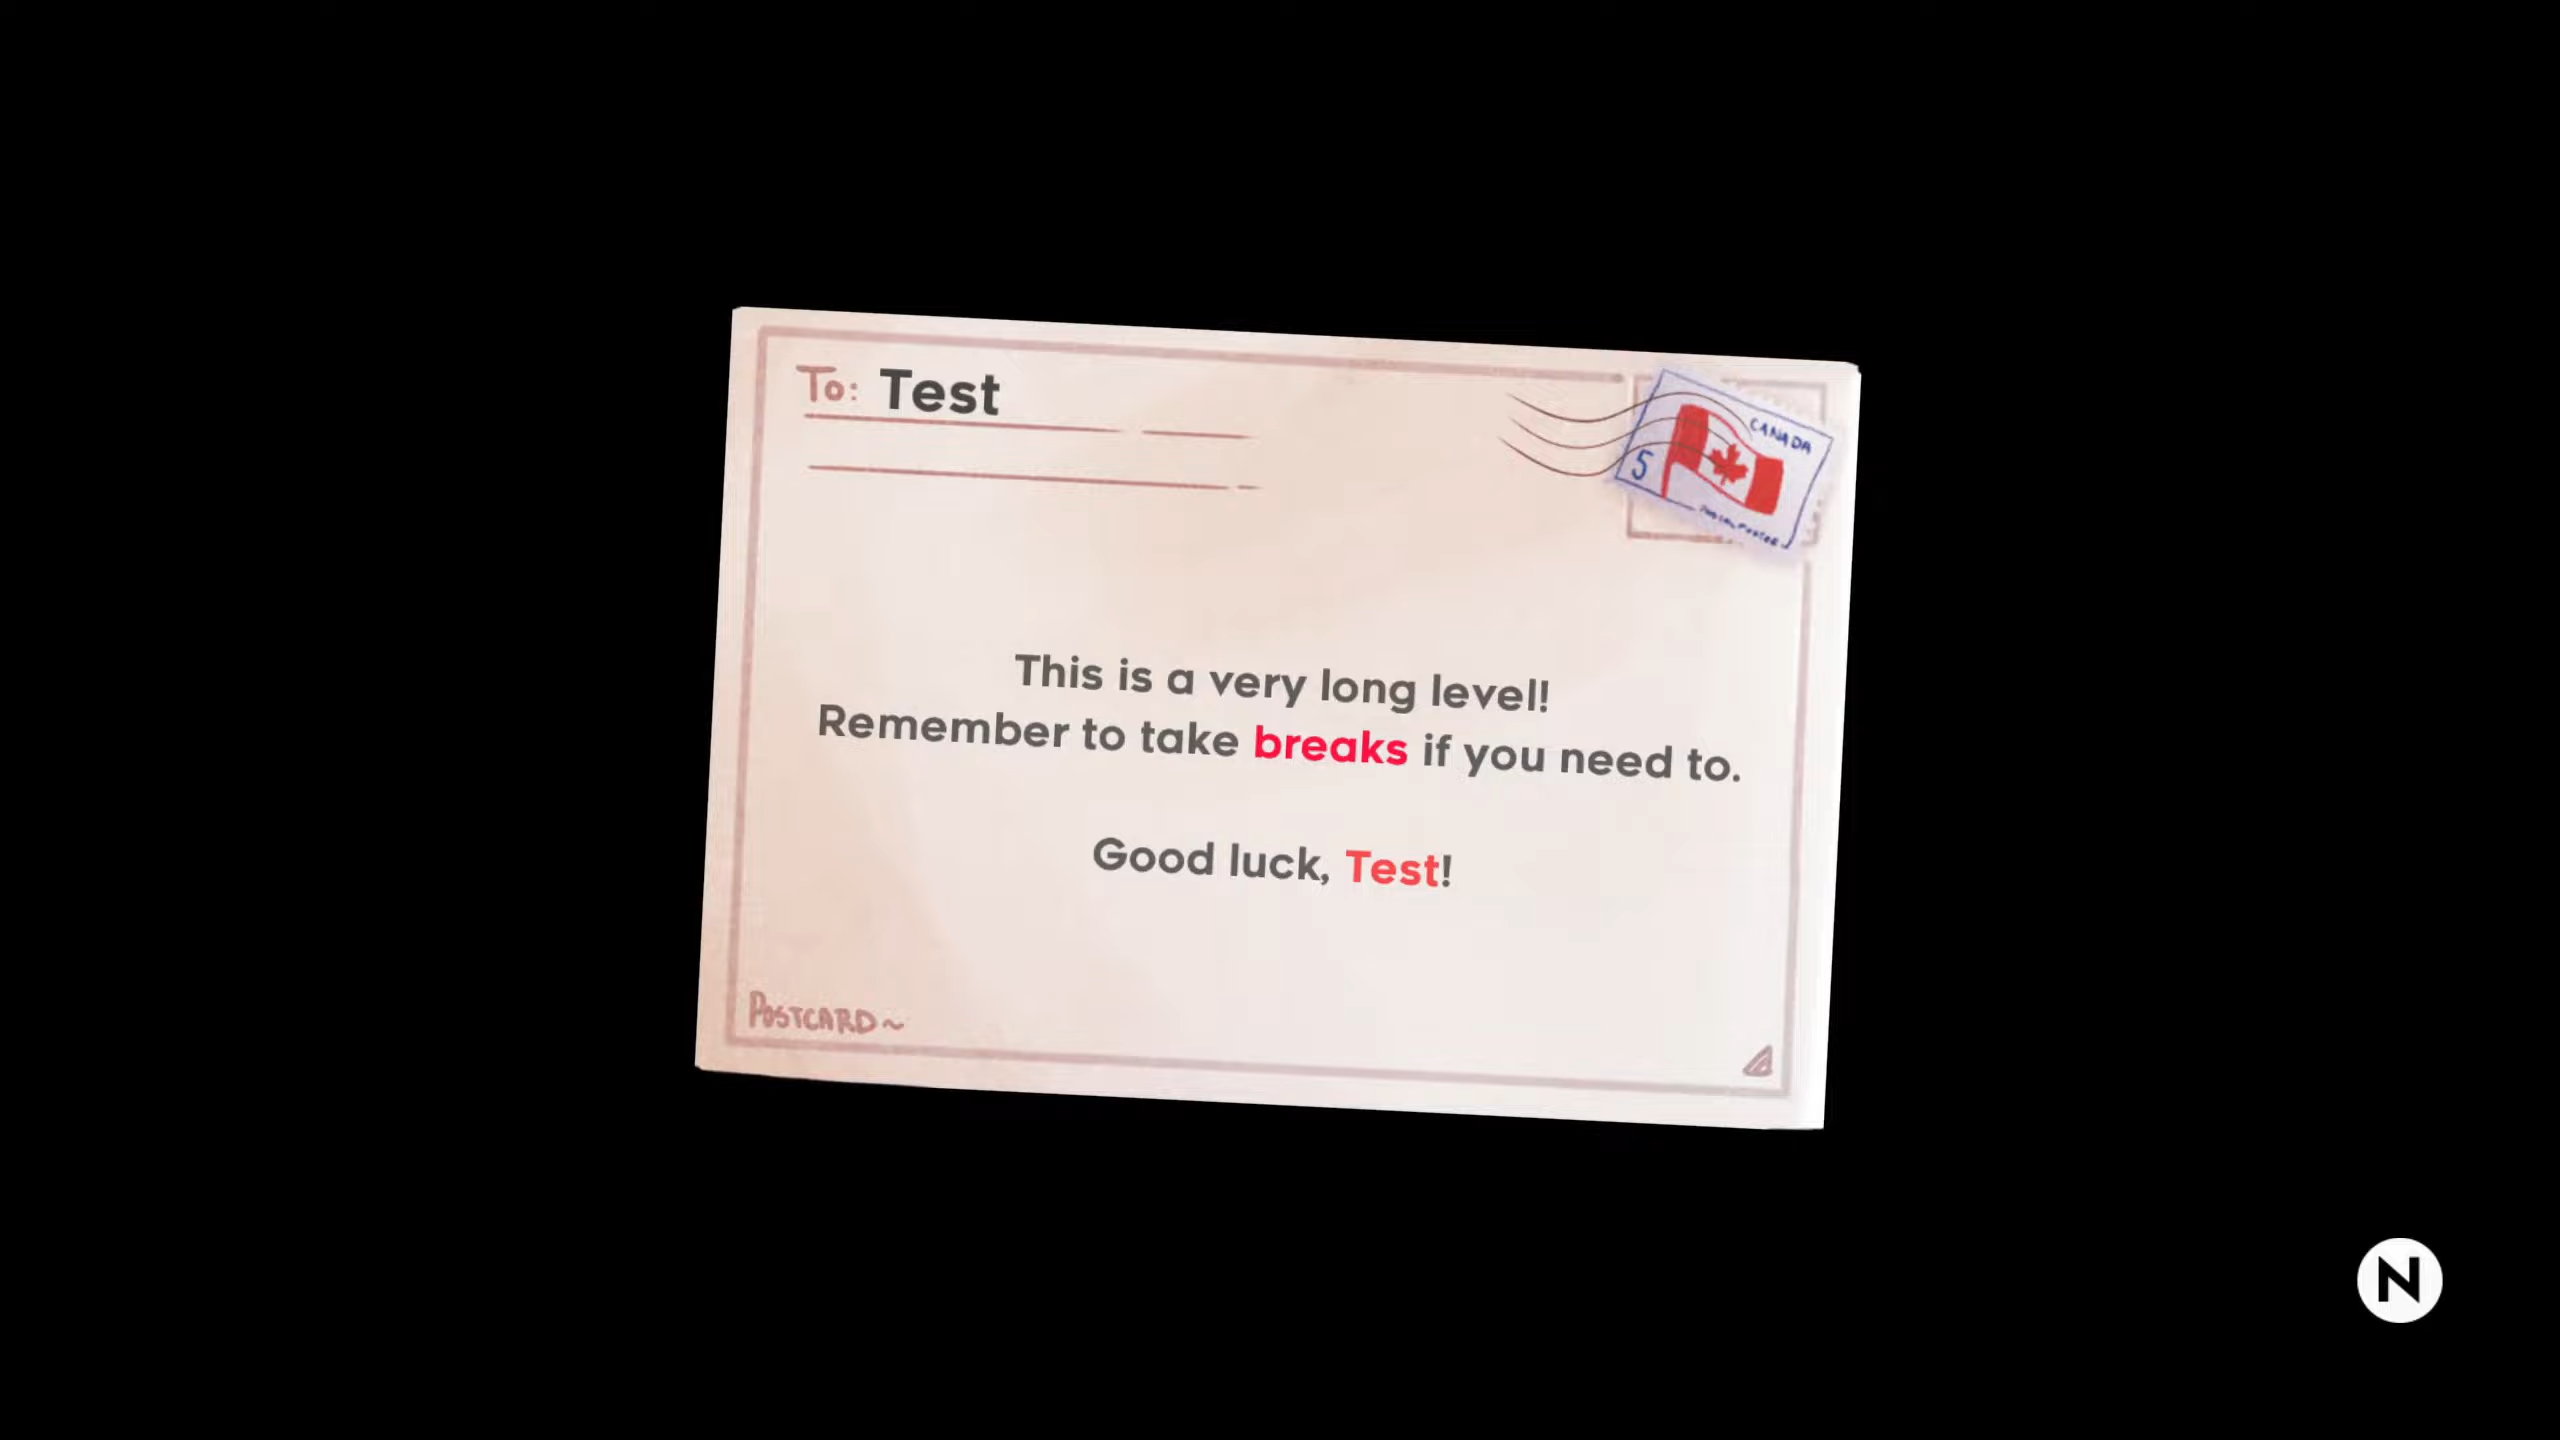 To: Test
CANADA
5
This is a very long level!
Remember to take breaks if you need to.
Good luck, Test!
POSTCARD~
N